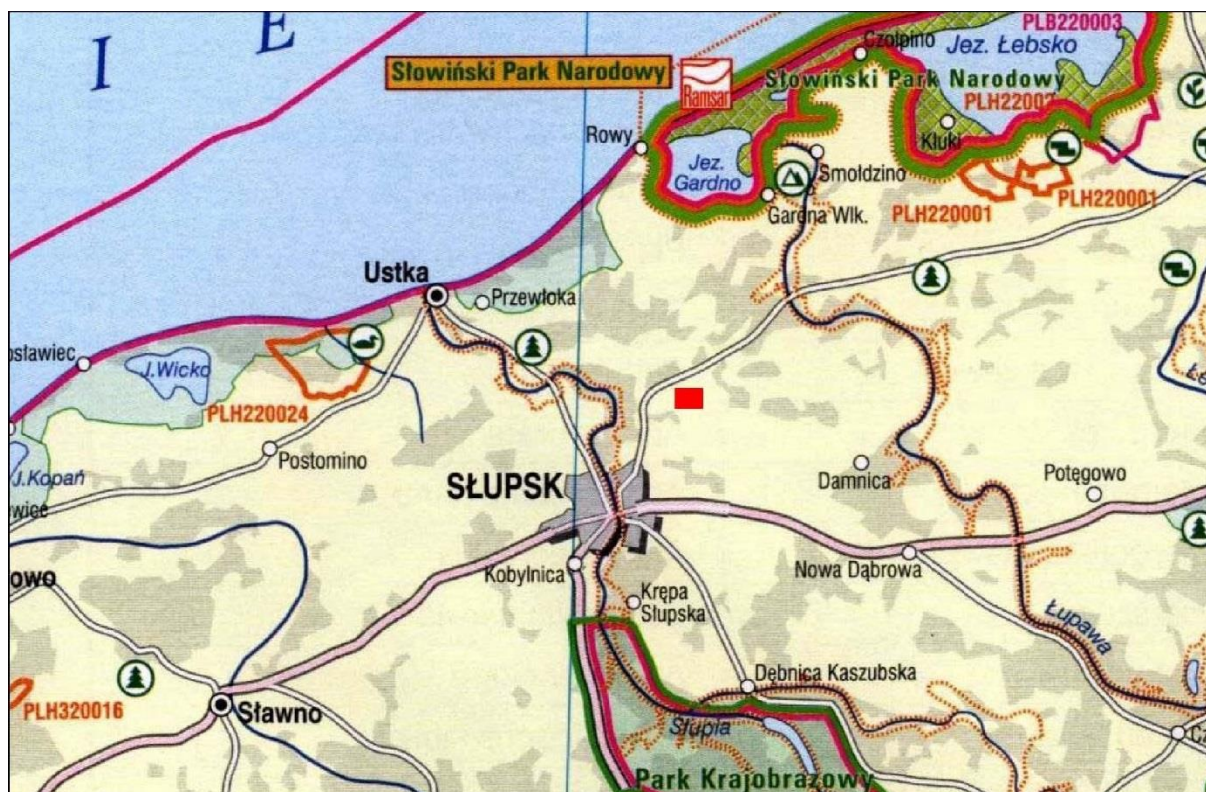 I
E
PLB220003
Czołpino
Jez. Łebsko
Słowiński Park Narodowy
Ramsar
Słowiński Park Narodowy
PLH22002
Rowy
Kluki
Jez.
Gardno
Smołdzino
Gardna Wlk.
PLH220001
PLH220001
Ustka
Przewłoka
J.Wicko
PLH220024
Postomino
J.Kopań
SŁUPSK
Damnica
Potęgowo
Kobylnica
Nowa Dąbrowa
Krępa
Słupska
Łupawa
Dębnica Kaszubska
PLH320016
Sławno
Słupia
Park Krajobrazowy